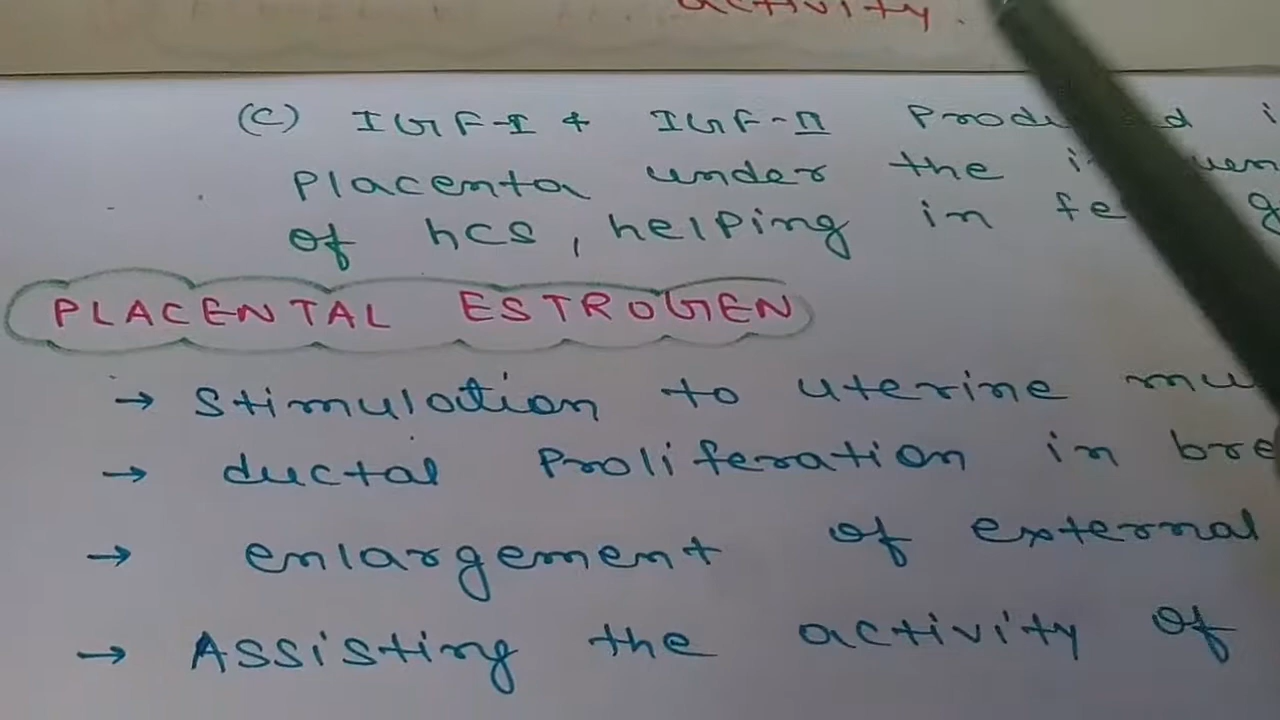 activity.
(c) IGF-I & IGF-II
Placenta under the
of hcs, helping in
PLACENTAL ESTROGEN
→ stimulation to uterine
→ ductal proliferation in
→ enlargement of external
→ Assisting the activity of